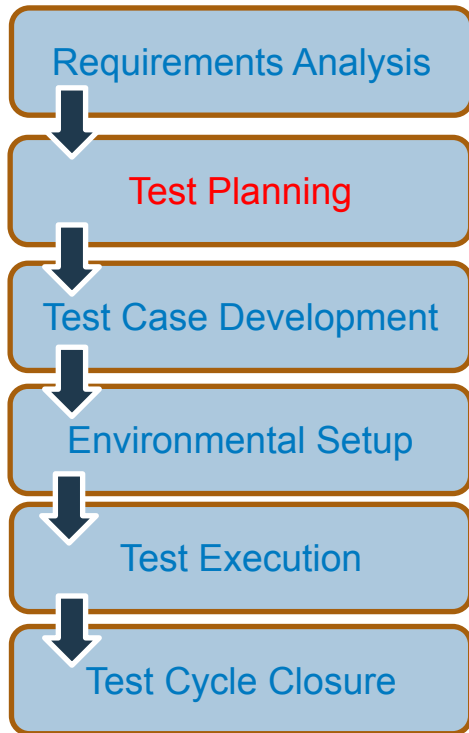 Requirements Analysis
Test Planning
Test Case Development
Environmental Setup
Test Execution
Test Cycle Closure